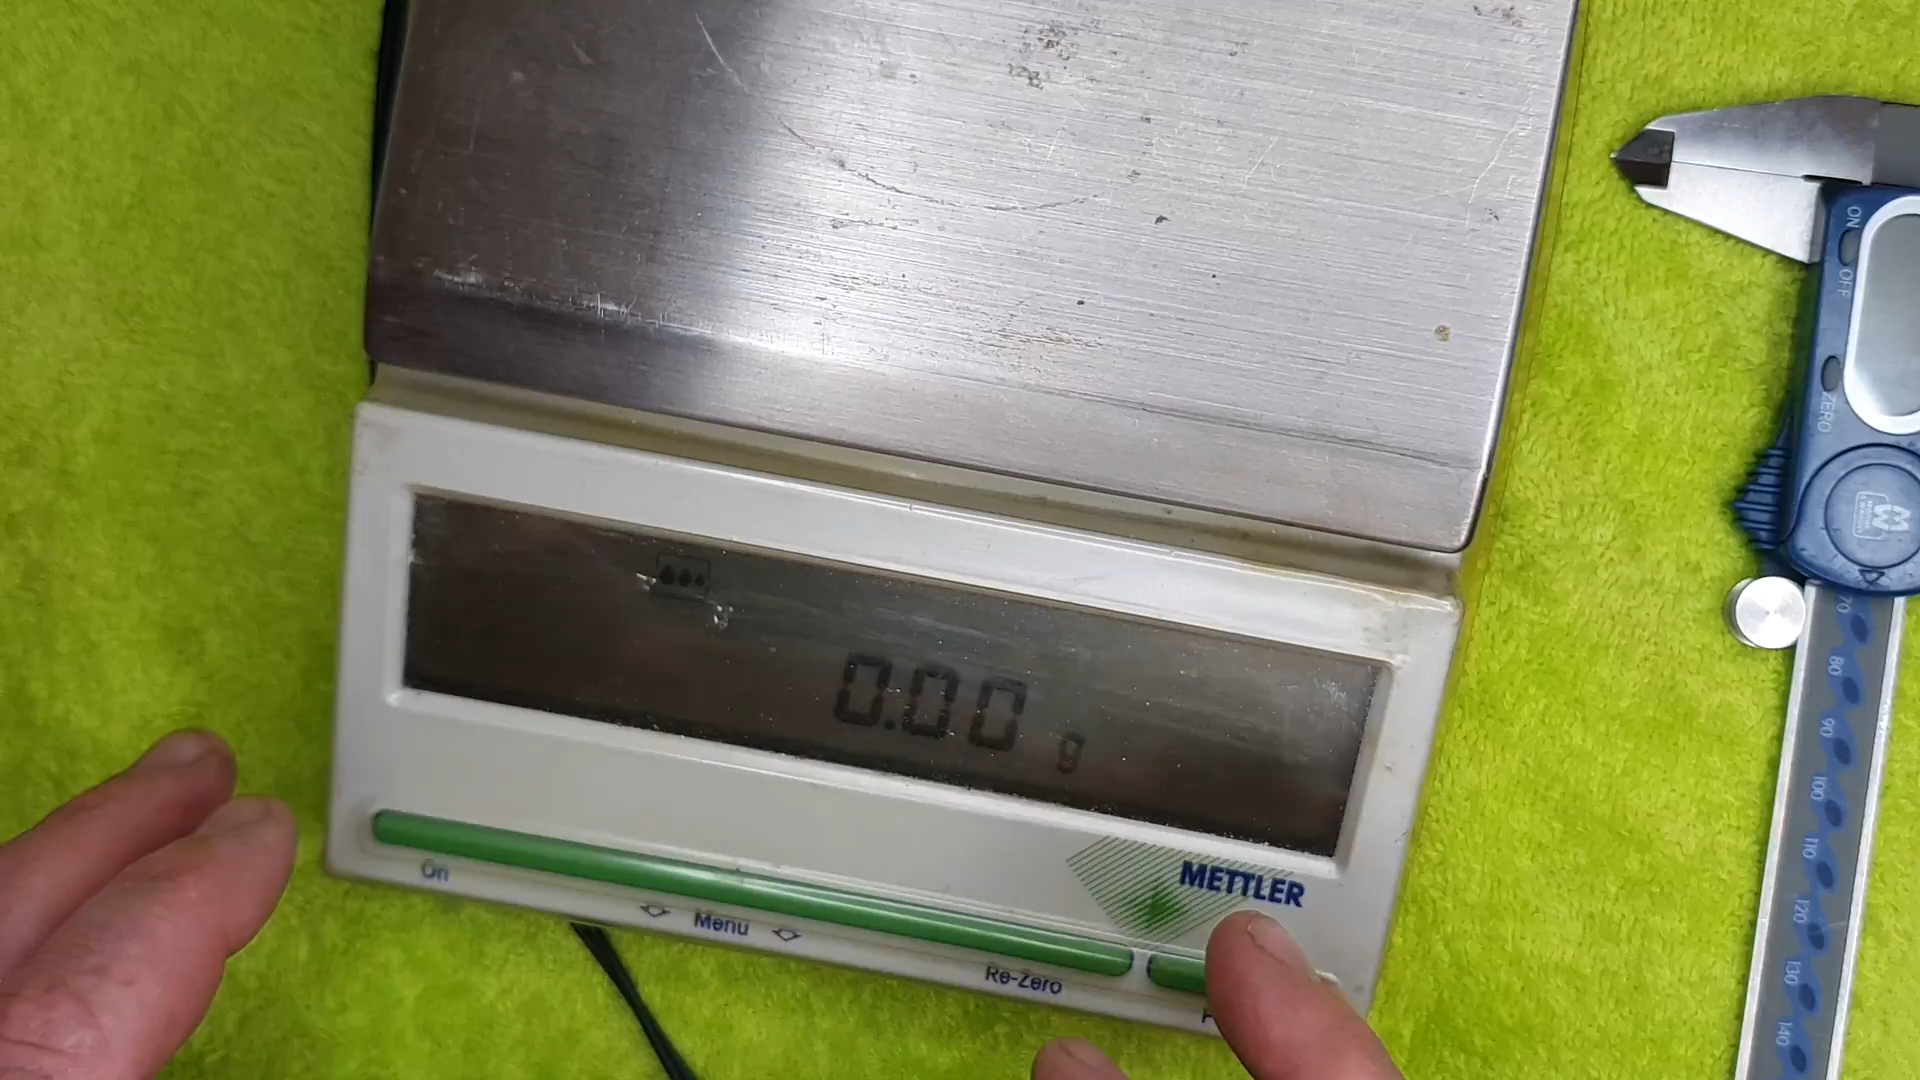 0.00 g
METTLER
On
Menu
Re-Zero
ON
OFF
ZERO
70
80
90
100
110
120
130
140